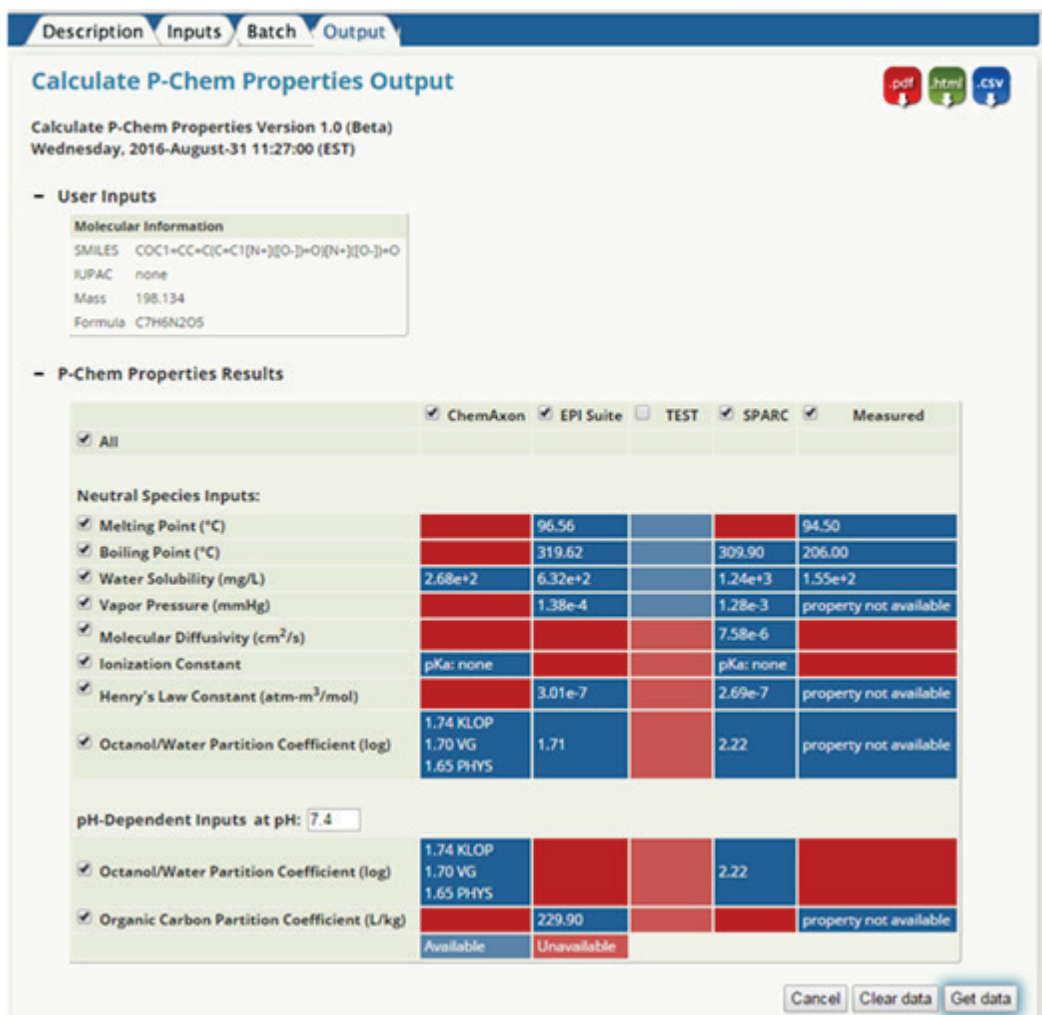 Description Inputs Batch Output
Calculate P-Chem Properties Output
.pdf .html .csv
Calculate P-Chem Properties Version 1.0 (Beta)
Wednesday, 2016-August-31 11:27:00 (EST)
− User Inputs
Molecular Information
SMILES COC1=CC=C(C=C1[N+]([O-])=O)[N+]([O-])=O
IUPAC none
Mass 198.134
Formula C7H6N2O5
− P-Chem Properties Results
ChemAxon EPI Suite TEST SPARC Measured
All
Neutral Species Inputs:
Melting Point (°C) 96.56 94.50
Boiling Point (°C) 319.62 309.90 206.00
Water Solubility (mg/L) 2.68e+2 6.32e+2 1.24e+3 1.55e+2
Vapor Pressure (mmHg) 1.38e-4 1.28e-3 property not available
Molecular Diffusivity (cm²/s) 7.58e-6
Ionization Constant pKa: none pKa: none
Henry's Law Constant (atm-m³/mol) 3.01e-7 2.69e-7 property not available
1.74 KLOP
Octanol/Water Partition Coefficient (log) 1.70 VG 1.71 2.22 property not available
1.65 PHYS
pH-Dependent Inputs at pH: 7.4
1.74 KLOP
Octanol/Water Partition Coefficient (log) 1.70 VG 2.22
1.65 PHYS
Organic Carbon Partition Coefficient (L/kg) 229.90 property not available
Available Unavailable
Cancel Clear data Get data